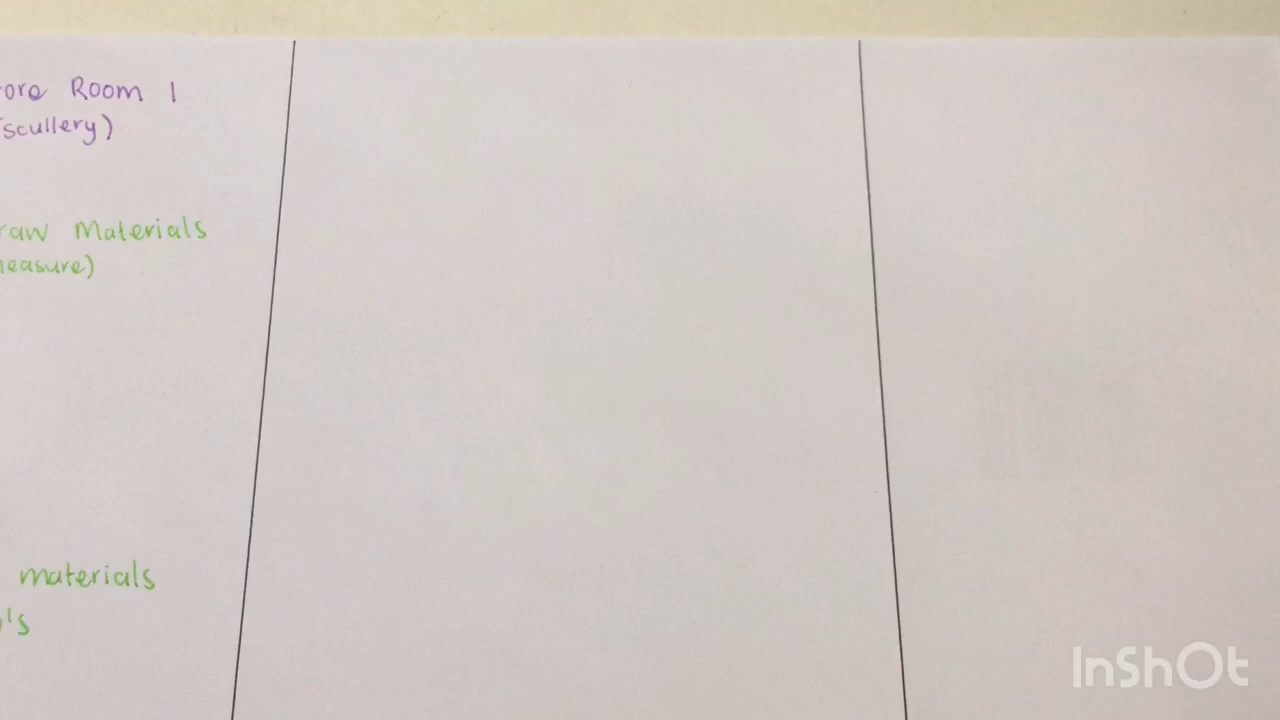 ore Room 1
(scullery)
raw Materials
easure)
materials
's
InShOt